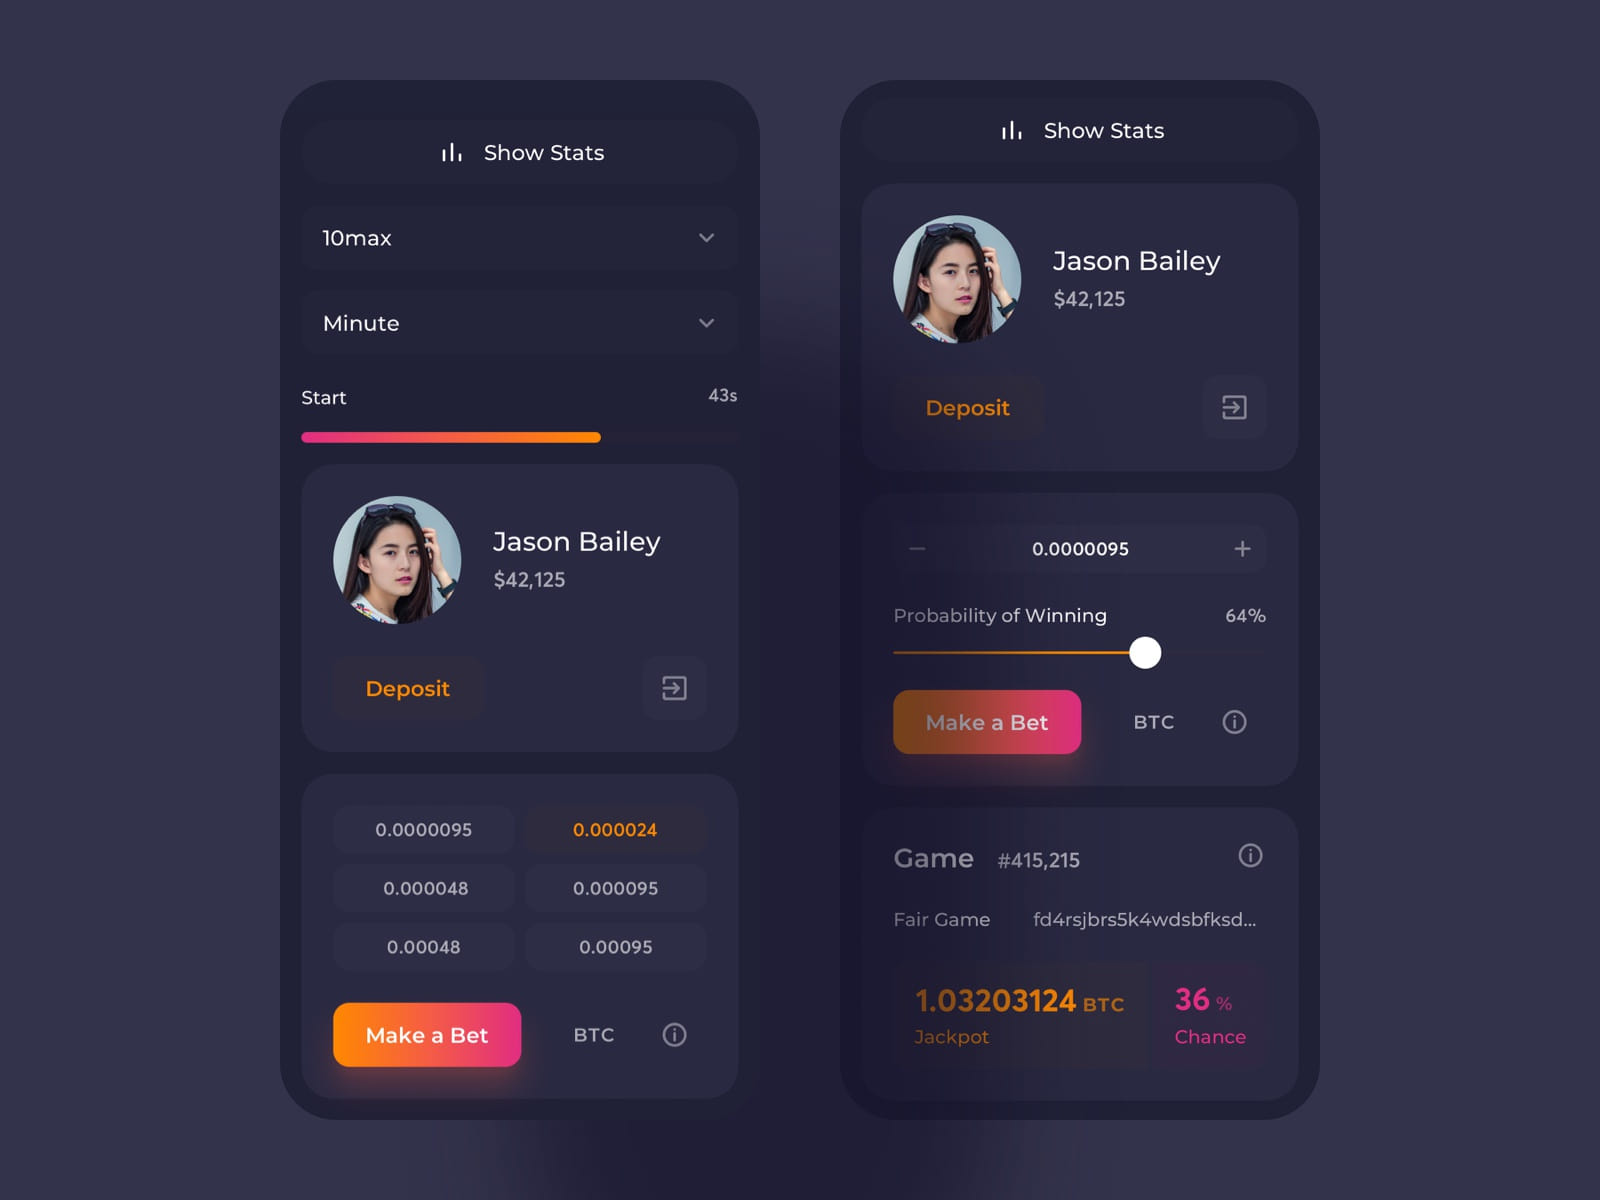 Show Stats
10max
Minute
Start 43s
Jason Bailey
$42,125
Deposit
0.0000095 0.000024
0.000048 0.000095
0.00048 0.00095
Make a Bet BTC
Show Stats
Jason Bailey
$42,125
Deposit
0.0000095
Probability of Winning 64%
Make a Bet BTC
Game #415,215
Fair Game fd4rsjbrs5k4wdsbfksd...
1.03203124 BTC 36 %
Jackpot Chance